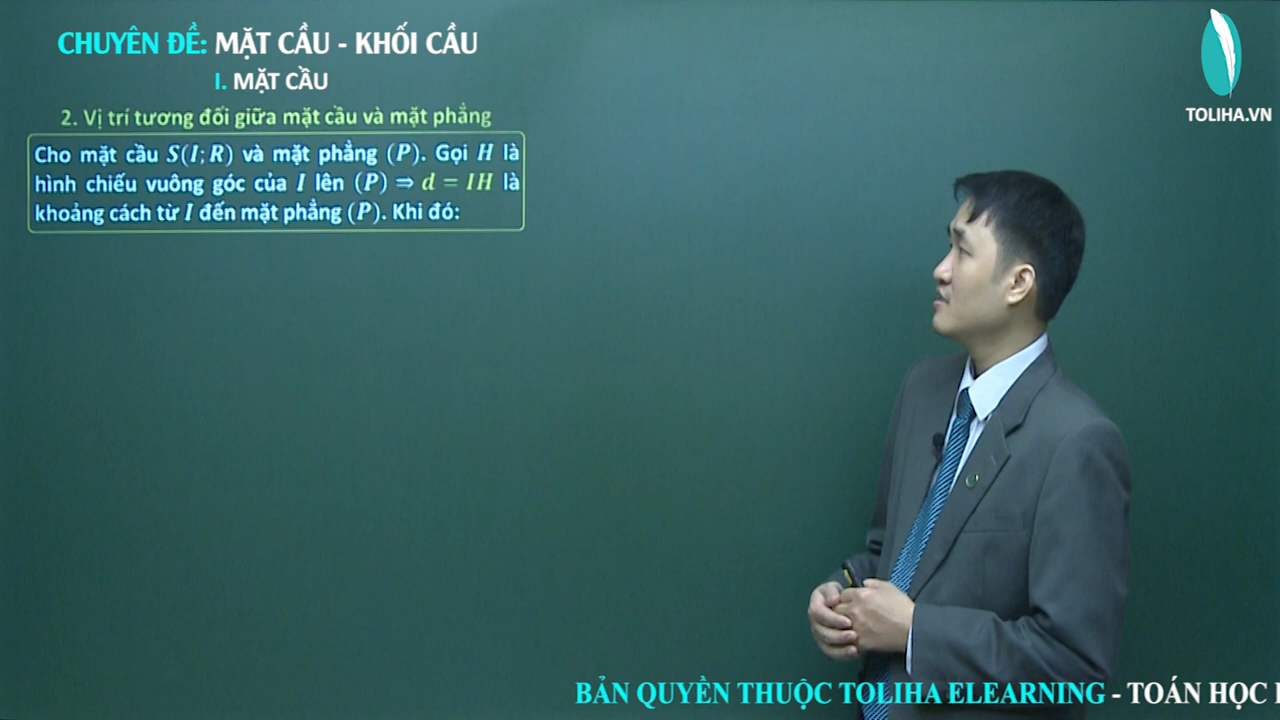 CHUYÊN ĐỀ: MẶT CẦU - KHỐI CẦU
I. MẶT CẦU
2. Vị trí tương đối giữa mặt cầu và mặt phẳng
Cho mặt cầu S(I; R) và mặt phẳng (P). Gọi H là
hình chiếu vuông góc của I lên (P) ⇒ d = IH là
khoảng cách từ I đến mặt phẳng (P). Khi đó:
TOLIHA.VN
BẢN QUYỀN THUỘC TOLIHA ELEARNING - TOÁN HỌC